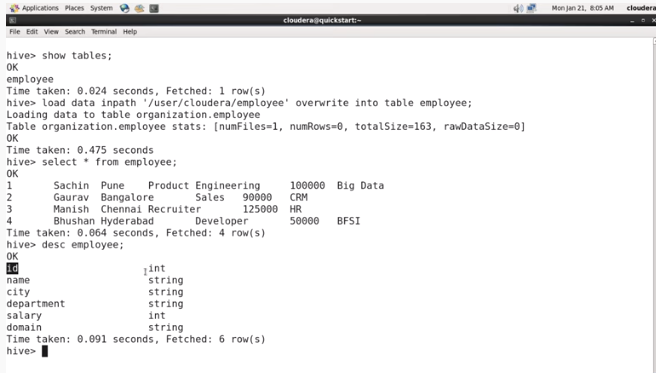 Applications Places System Mon Jan 21, 8:05 AM cloudera
cloudera@quickstart:~
File Edit View Search Terminal Help
hive> show tables;
OK
employee
Time taken: 0.024 seconds, Fetched: 1 row(s)
hive> load data inpath '/user/cloudera/employee' overwrite into table employee;
Loading data to table organization.employee
Table organization.employee stats: [numFiles=1, numRows=0, totalSize=163, rawDataSize=0]
OK
Time taken: 0.475 seconds
hive> select * from employee;
OK
1 Sachin Pune Product Engineering 100000 Big Data
2 Gaurav Bangalore Sales 90000 CRM
3 Manish Chennai Recruiter 125000 HR
4 Bhushan Hyderabad Developer 50000 BFSI
Time taken: 0.064 seconds, Fetched: 4 row(s)
hive> desc employee;
OK
id int
name string
city string
department string
salary int
domain string
Time taken: 0.091 seconds, Fetched: 6 row(s)
hive>